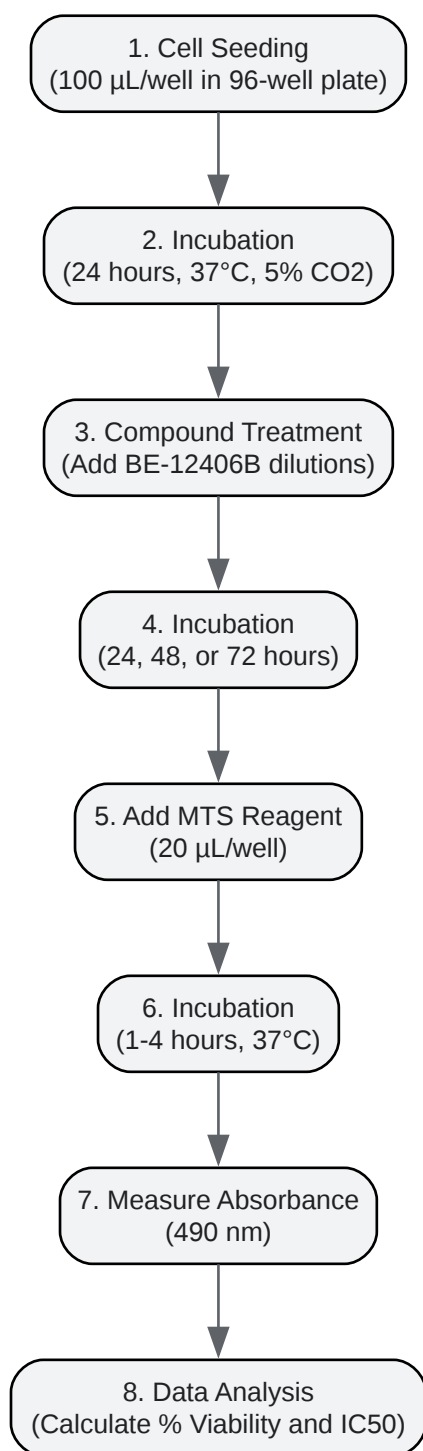 1. Cell Seeding
(100 µL/well in 96-well plate)
2. Incubation
(24 hours, 37°C, 5% CO2)
3. Compound Treatment
(Add BE-12406B dilutions)
4. Incubation
(24, 48, or 72 hours)
5. Add MTS Reagent
(20 µL/well)
6. Incubation
(1-4 hours, 37°C)
7. Measure Absorbance
(490 nm)
8. Data Analysis
(Calculate % Viability and IC50)